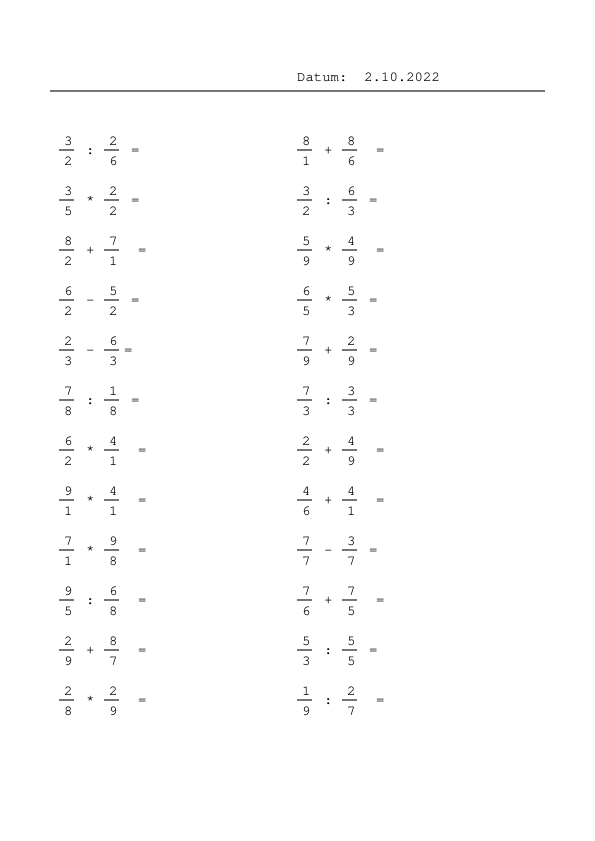 Datum: 2.10.2022
3/2 : 2/6 = 8/1 + 8/6 =
3/5 * 2/2 = 3/2 : 6/3 =
8/2 + 7/1 = 5/9 * 4/9 =
6/2 - 5/2 = 6/5 * 5/3 =
2/3 - 6/3 = 7/9 + 2/9 =
7/8 : 1/8 = 7/3 : 3/3 =
6/2 * 4/1 = 2/2 + 4/9 =
9/1 * 4/1 = 4/6 + 4/1 =
7/1 * 9/8 = 7/7 - 3/7 =
9/5 : 6/8 = 7/6 + 7/5 =
2/9 + 8/7 = 5/3 : 5/5 =
2/8 * 2/9 = 1/9 : 2/7 =